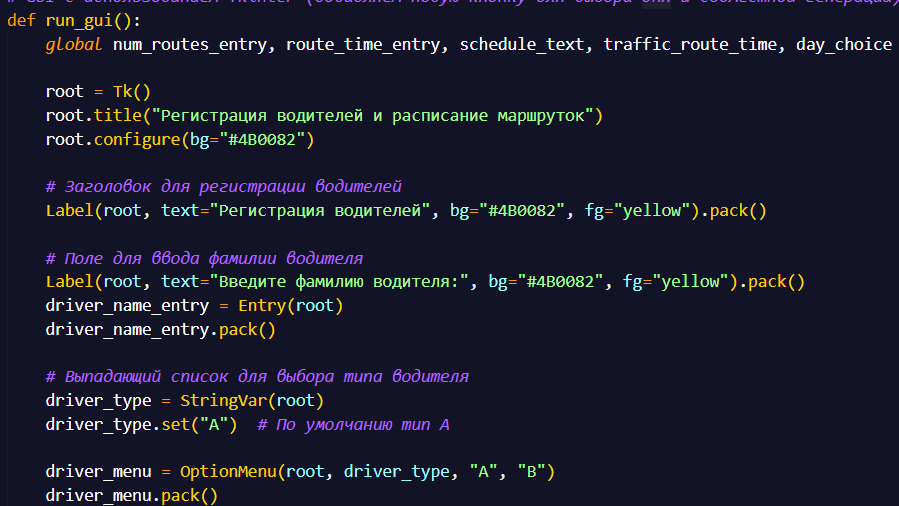 def run_gui():
    global num_routes_entry, route_time_entry, schedule_text, traffic_route_time, day_choice
    root = Tk()
    root.title("Регистрация водителей и расписание маршруток")
    root.configure(bg="#4B0082")
    # Заголовок для регистрации водителей
    Label(root, text="Регистрация водителей", bg="#4B0082", fg="yellow").pack()
    # Поле для ввода фамилии водителя
    Label(root, text="Введите фамилию водителя:", bg="#4B0082", fg="yellow").pack()
    driver_name_entry = Entry(root)
    driver_name_entry.pack()
    # Выпадающий список для выбора типа водителя
    driver_type = StringVar(root)
    driver_type.set("A")  # По умолчанию тип A
    driver_menu = OptionMenu(root, driver_type, "A", "B")
    driver_menu.pack()